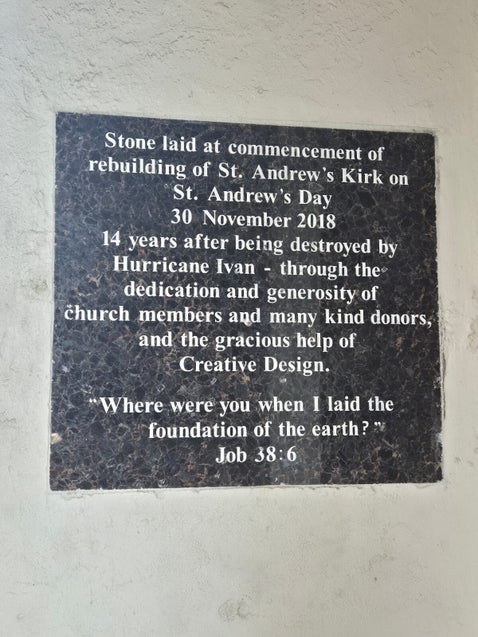 Stone laid at commencement of
rebuilding of St. Andrew's Kirk on
St. Andrew's Day
30 November 2018
14 years after being destroyed by
Hurricane Ivan - through the
dedication and generosity of
church members and many kind donors,
and the gracious help of
Creative Design.
"Where were you when I laid the
foundation of the earth?"
Job 38:6